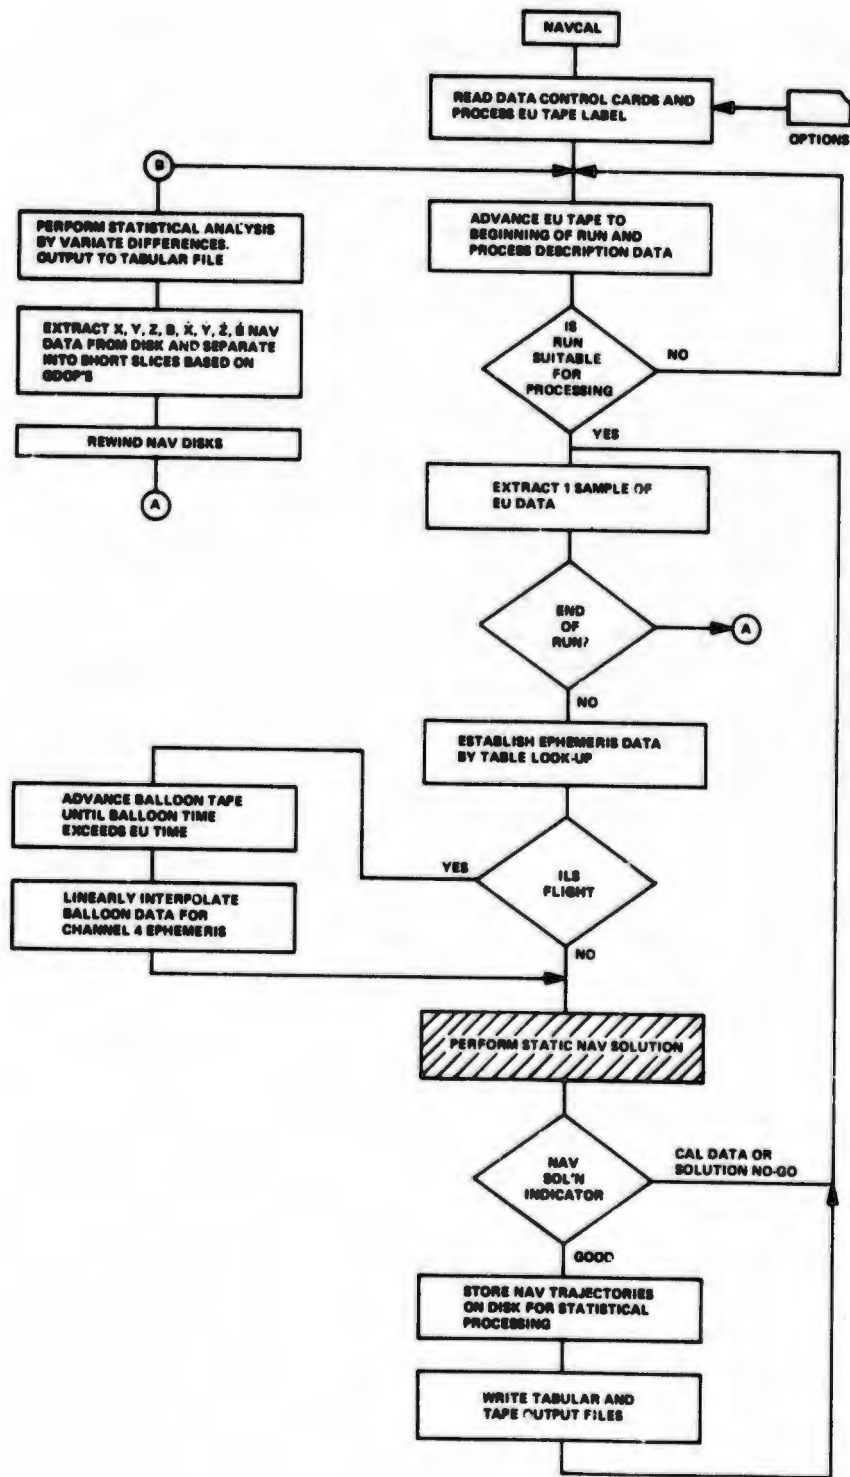 NAVCAL
READ DATA CONTROL CARDS AND
PROCESS EU TAPE LABEL
OPTIONS
B
PERFORM STATISTICAL ANALYSIS
BY VARIATE DIFFERENCES.
OUTPUT TO TABULAR FILE
ADVANCE EU TAPE TO
BEGINNING OF RUN AND
PROCESS DESCRIPTION DATA
EXTRACT X, Y, Z, B, Ẋ, Ẏ, Ż, Ḃ NAV
DATA FROM DISK AND SEPARATE
INTO SHORT SLICES BASED ON
GDOP'S
IS
RUN
SUITABLE
FOR
PROCESSING
NO
YES
REWIND NAV DISKS
A
EXTRACT 1 SAMPLE OF
EU DATA
END
OF
RUN?
A
NO
ESTABLISH EPHEMERIS DATA
BY TABLE LOOK-UP
ADVANCE BALLOON TAPE
UNTIL BALLOON TIME
EXCEEDS EU TIME
YES
ILS
FLIGHT
LINEARLY INTERPOLATE
BALLOON DATA FOR
CHANNEL 4 EPHEMERIS
NO
PERFORM STATIC NAV SOLUTION
NAV
SOL'N
INDICATOR
CAL DATA OR
SOLUTION NO-GO
GOOD
STORE NAV TRAJECTORIES
ON DISK FOR STATISTICAL
PROCESSING
WRITE TABULAR AND
TAPE OUTPUT FILES